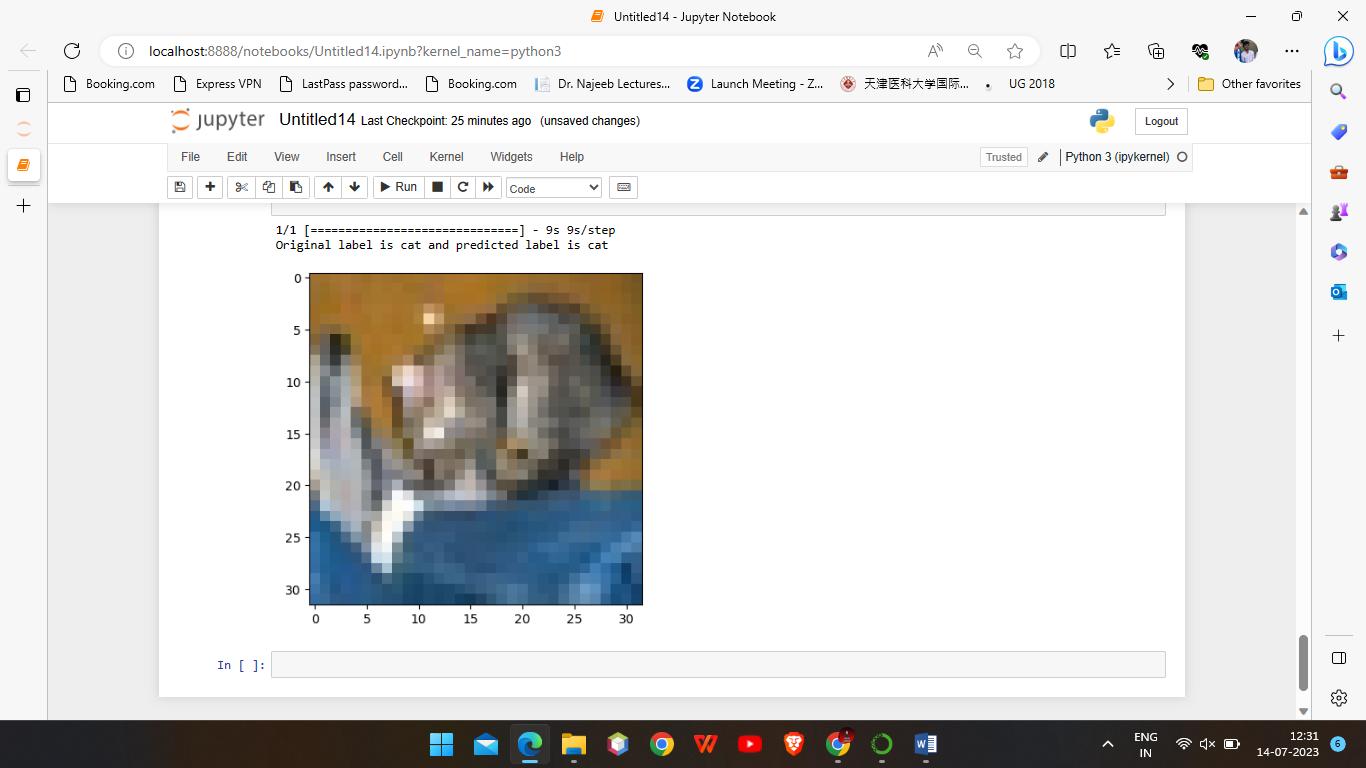 Untitled14 - Jupyter Notebook
localhost:8888/notebooks/Untitled14.ipynb?kernel_name=python3
Booking.com Express VPN LastPass password... Booking.com Dr. Najeeb Lectures... Launch Meeting - Z... 天津医科大学国际... UG 2018 Other favorites
jupyter Untitled14 Last Checkpoint: 25 minutes ago (unsaved changes) Logout
File Edit View Insert Cell Kernel Widgets Help Trusted Python 3 (ipykernel)
Run Code
1/1 [==============================] - 9s 9s/step
Original label is cat and predicted label is cat
0
5
10
15
20
25
30
0 5 10 15 20 25 30
In [ ]:
ENG 12:31
IN 14-07-2023 6